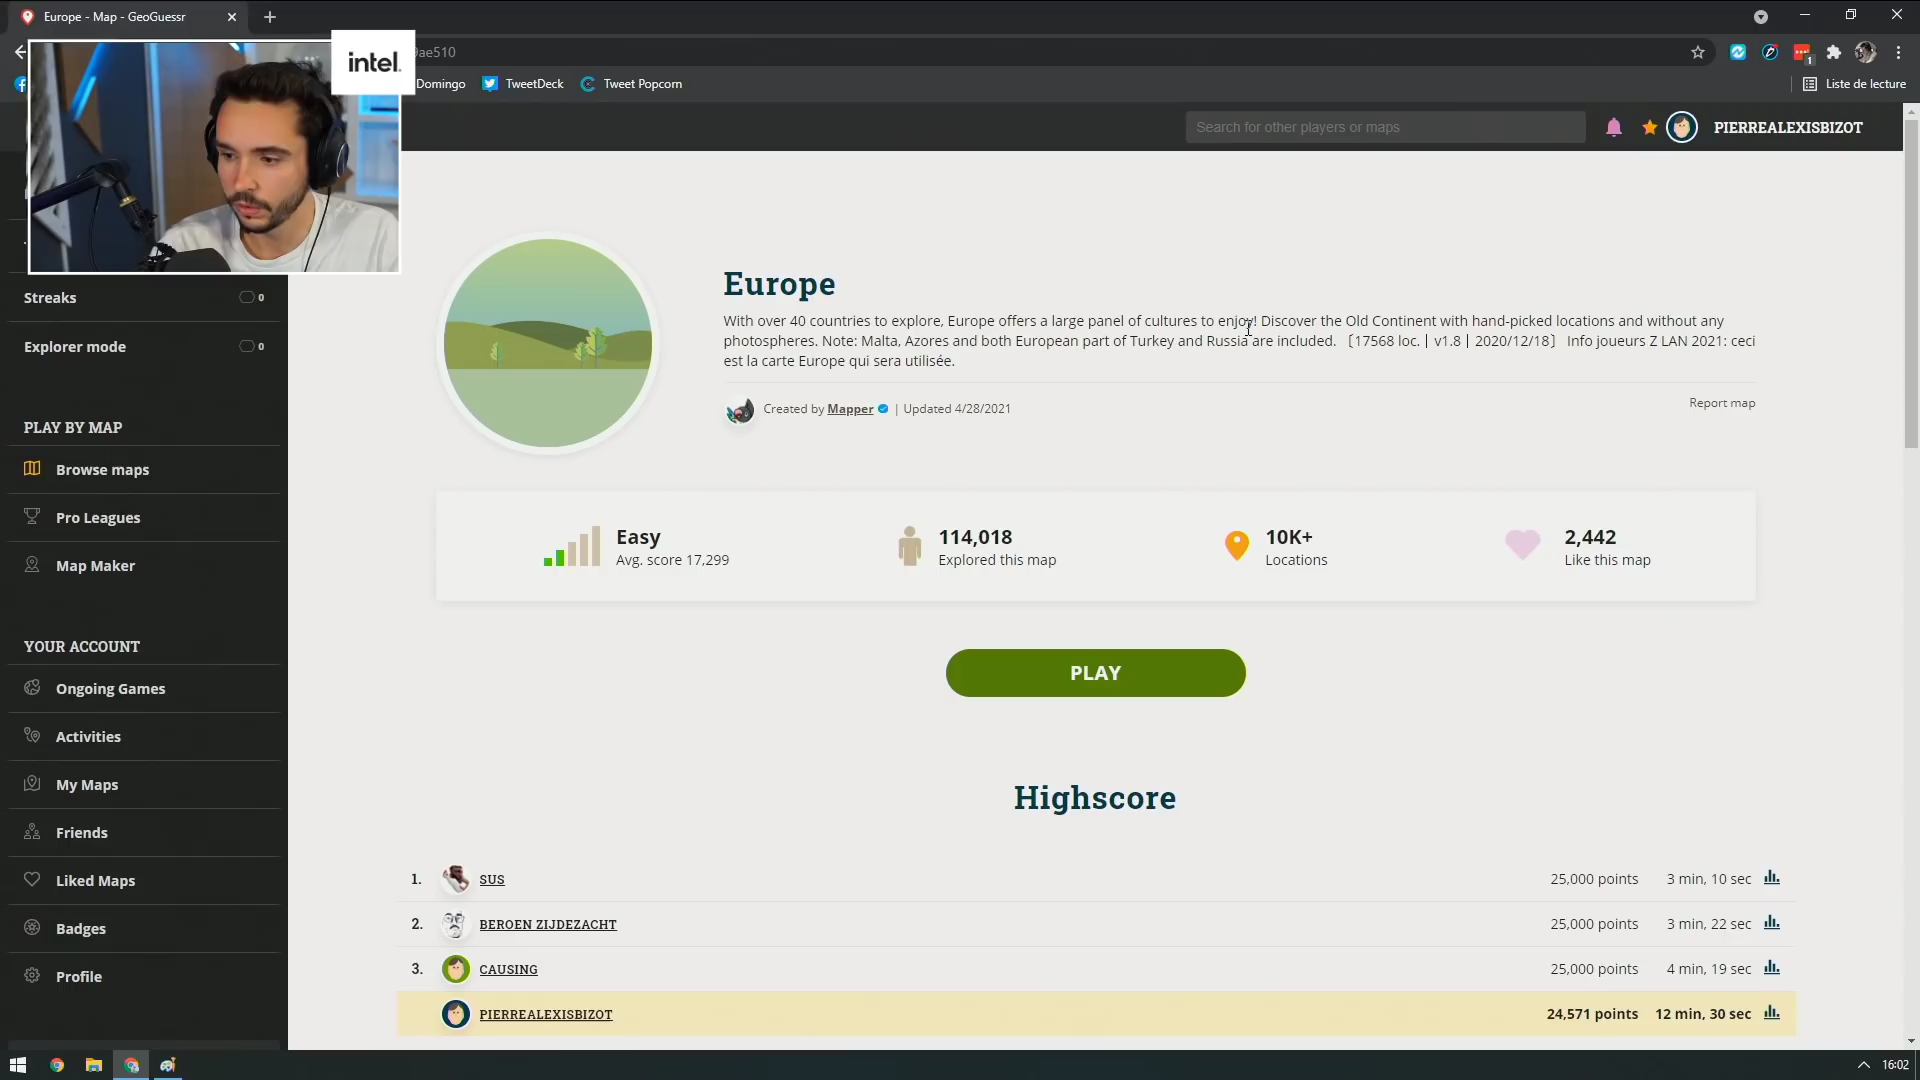 Europe - Map - GeoGuessr
9ae510
intel.
Domingo
TweetDeck
Tweet Popcorn
Liste de lecture
Search for other players or maps
PIERREALEXISBIZOT
Streaks
0
Explorer mode
0
PLAY BY MAP
Browse maps
Pro Leagues
Map Maker
YOUR ACCOUNT
Ongoing Games
Activities
My Maps
Friends
Liked Maps
Badges
Profile
Europe
With over 40 countries to explore, Europe offers a large panel of cultures to enjoy! Discover the Old Continent with hand-picked locations and without any
photospheres. Note: Malta, Azores and both European part of Turkey and Russia are included. 〔17568 loc. | v1.8 | 2020/12/18〕 Info joueurs Z LAN 2021: ceci
est la carte Europe qui sera utilisée.
Created by Mapper | Updated 4/28/2021
Report map
Easy
Avg. score 17,299
114,018
Explored this map
10K+
Locations
2,442
Like this map
PLAY
Highscore
1. SUS 25,000 points 3 min, 10 sec
2. BEROEN ZIJDEZACHT 25,000 points 3 min, 22 sec
3. CAUSING 25,000 points 4 min, 19 sec
PIERREALEXISBIZOT 24,571 points 12 min, 30 sec
1
16:02